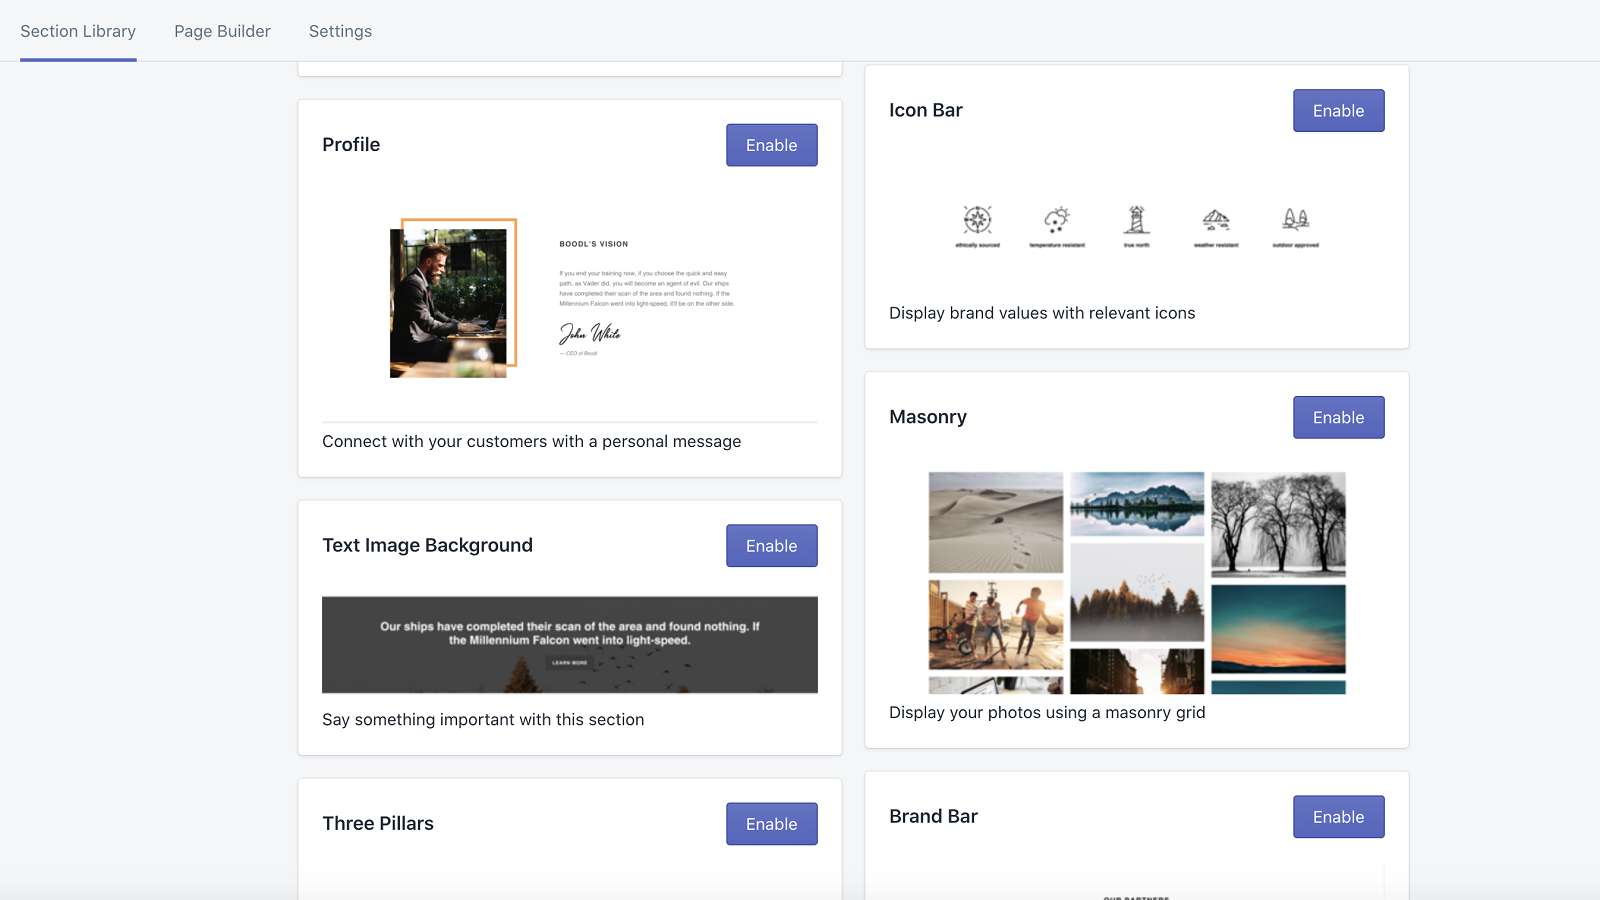 Section Library
Page Builder
Settings
Profile
Enable
BOODL'S VISION
If you end your training now, if you choose the quick and easy
path, as Vader did, you will become an agent of evil. Our ships
have completed their scan of the area and found nothing. If the
Millennium Falcon went into light-speed, it'll be on the other side.
John White
— CEO of Boodl
Connect with your customers with a personal message
Text Image Background
Enable
Our ships have completed their scan of the area and found nothing. If
the Millennium Falcon went into light-speed.
LEARN MORE
Say something important with this section
Three Pillars
Enable
Icon Bar
Enable
ethically sourced
temperature resistant
true north
weather resistant
outdoor approved
Display brand values with relevant icons
Masonry
Enable
Display your photos using a masonry grid
Brand Bar
Enable
OUR PARTNERS